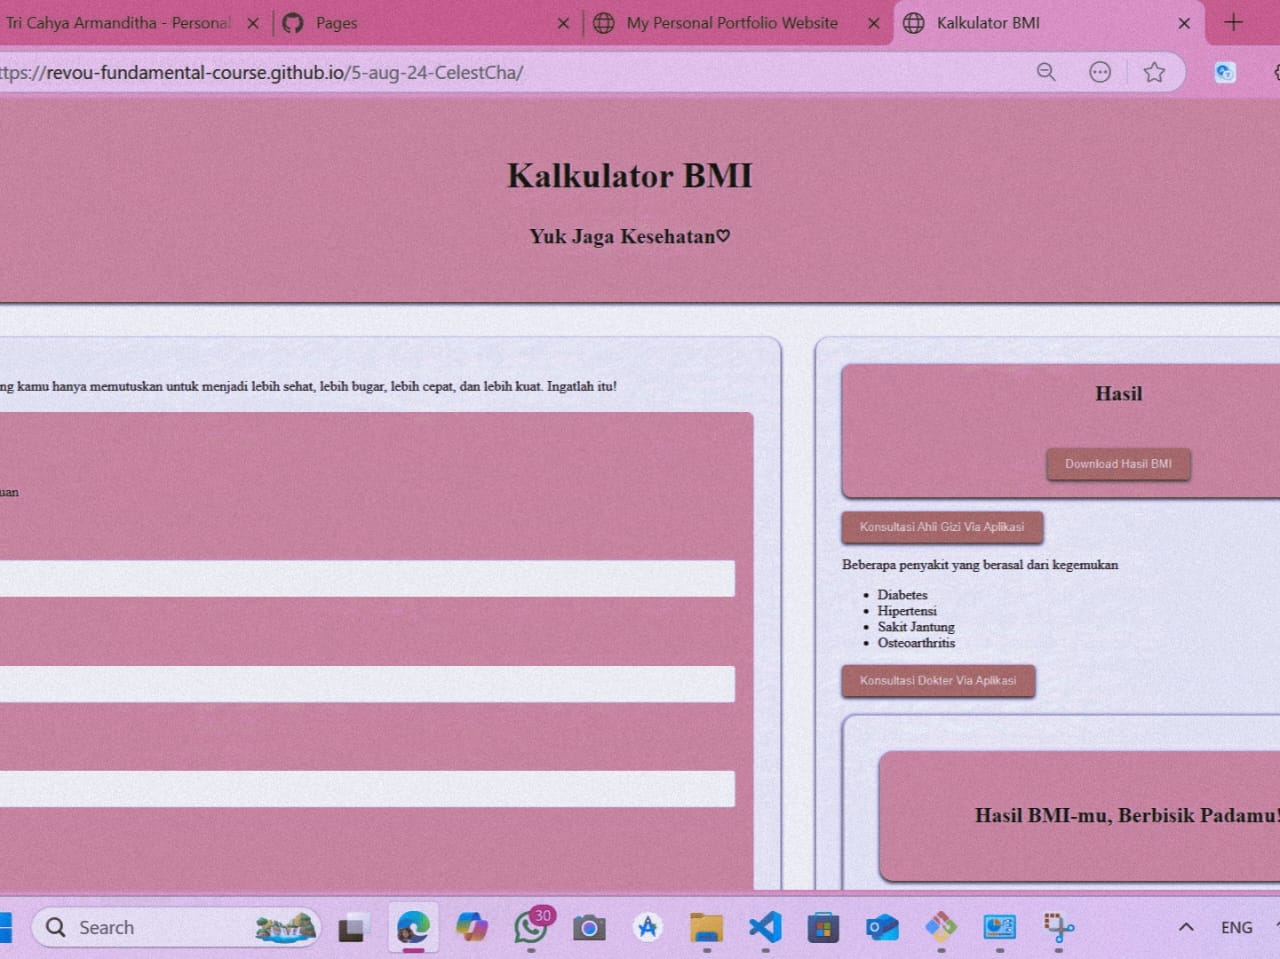 Tri Cahya Armanditha - Personal
Pages
My Personal Portfolio Website
Kalkulator BMI
ttps://revou-fundamental-course.github.io/5-aug-24-CelestCha/
Kalkulator BMI
Yuk Jaga Kesehatan♡
ng kamu hanya memutuskan untuk menjadi lebih sehat, lebih bugar, lebih cepat, dan lebih kuat. Ingatlah itu!
uan
Hasil
Download Hasil BMI
Konsultasi Ahli Gizi Via Aplikasi
Beberapa penyakit yang berasal dari kegemukan
Diabetes
Hipertensi
Sakit Jantung
Osteoarthritis
Konsultasi Dokter Via Aplikasi
Hasil BMI-mu, Berbisik Padamu!
Search
30
ENG